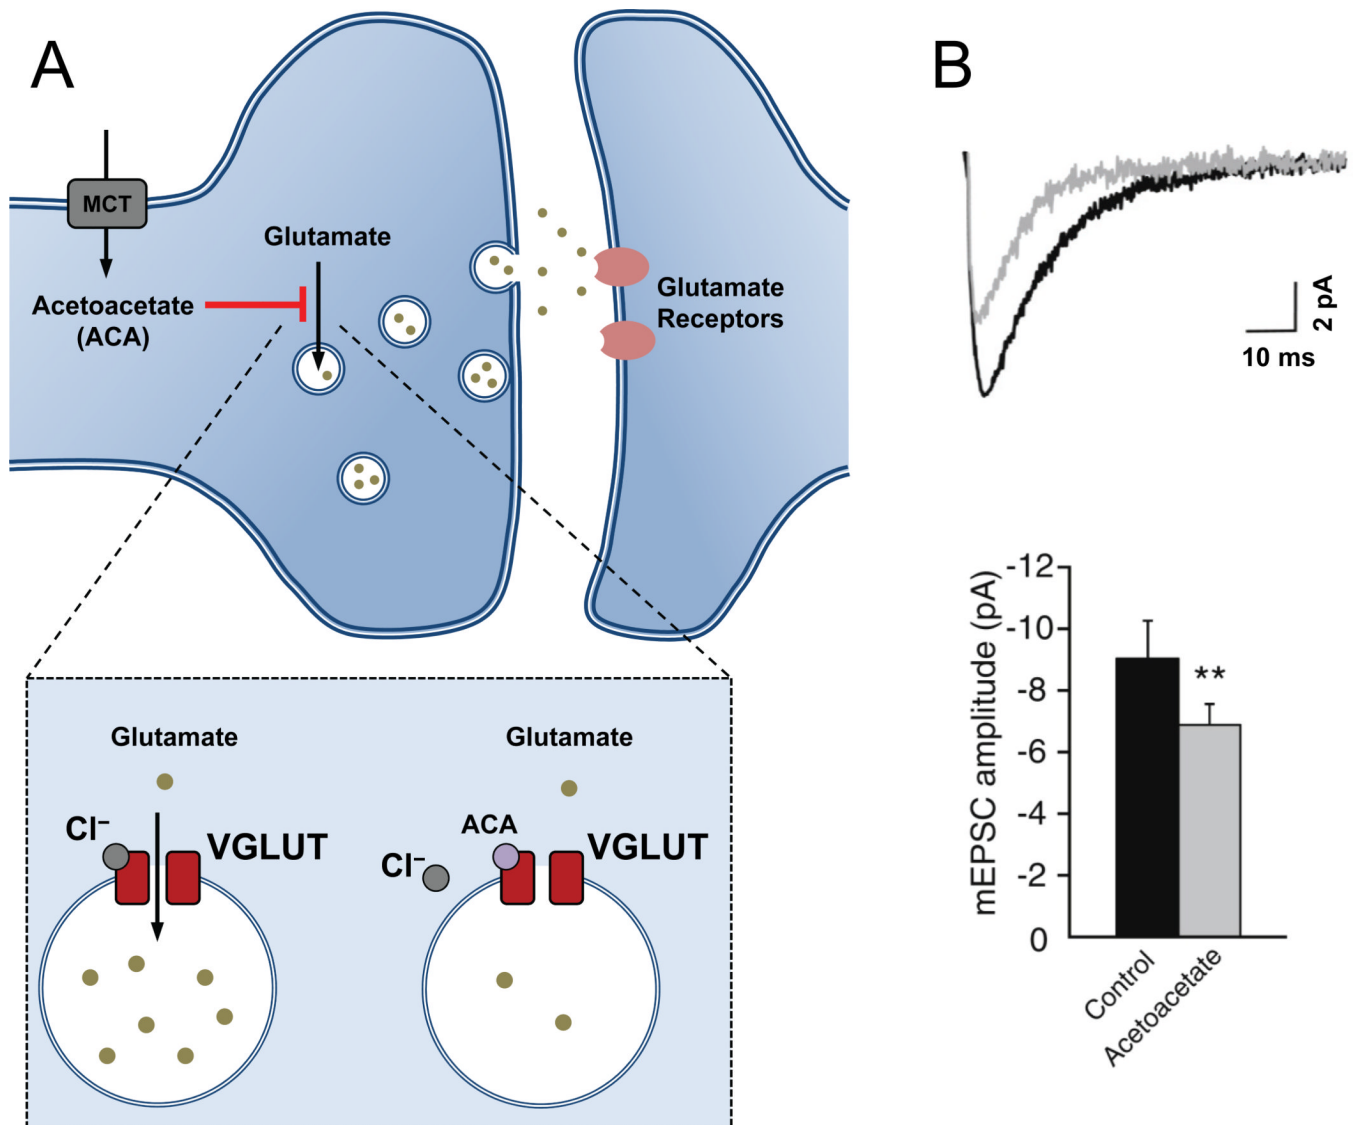 A
MCT
Glutamate
Acetoacetate
(ACA)
Glutamate
Receptors
Glutamate
Cl⁻
VGLUT
Glutamate
ACA
Cl⁻
VGLUT
B
2 pA
10 ms
mEPSC amplitude (pA)
-12
-10
-8
-6
-4
-2
0
**
Control
Acetoacetate